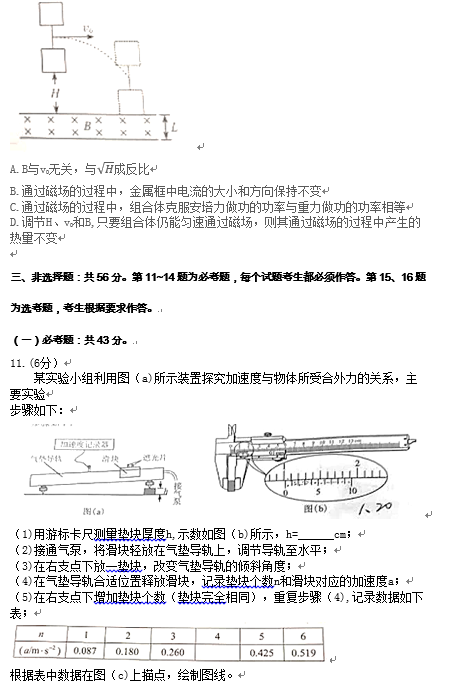 V₀
H
B
L
A.B与v₀无关，与√H成反比
B.通过磁场的过程中，金属框中电流的大小和方向保持不变
C.通过磁场的过程中，组合体克服安培力做功的功率与重力做功的功率相等
D.调节H、v₀和B,只要组合体仍能匀速通过磁场，则其通过磁场的过程中产生的
热量不变
三、非选择题：共56分。第11~14题为必考题，每个试题考生都必须作答。第15、16题
为选考题，考生根据要求作答。
（一）必考题：共43分。
11.(6分)
某实验小组利用图(a)所示装置探究加速度与物体所受合外力的关系，主
要实验
步骤如下：
加速度记录器
气垫导轨
滑块
遮光片
接气泵
h
图(a)
1 2
0 5 10
图(b)
1.20
(1)用游标卡尺测量垫块厚度h,示数如图(b)所示，h=______cm；
(2)接通气泵，将滑块轻放在气垫导轨上，调节导轨至水平；
(3)在右支点下放一垫块，改变气垫导轨的倾斜角度；
(4)在气垫导轨合适位置释放滑块，记录垫块个数n和滑块对应的加速度a；
(5)在右支点下增加垫块个数（垫块完全相同），重复步骤(4),记录数据如下
表：
n 1 2 3 4 5 6
(a/m·s⁻²) 0.087 0.180 0.260 0.425 0.519
根据表中数据在图(c)上描点，绘制图线。